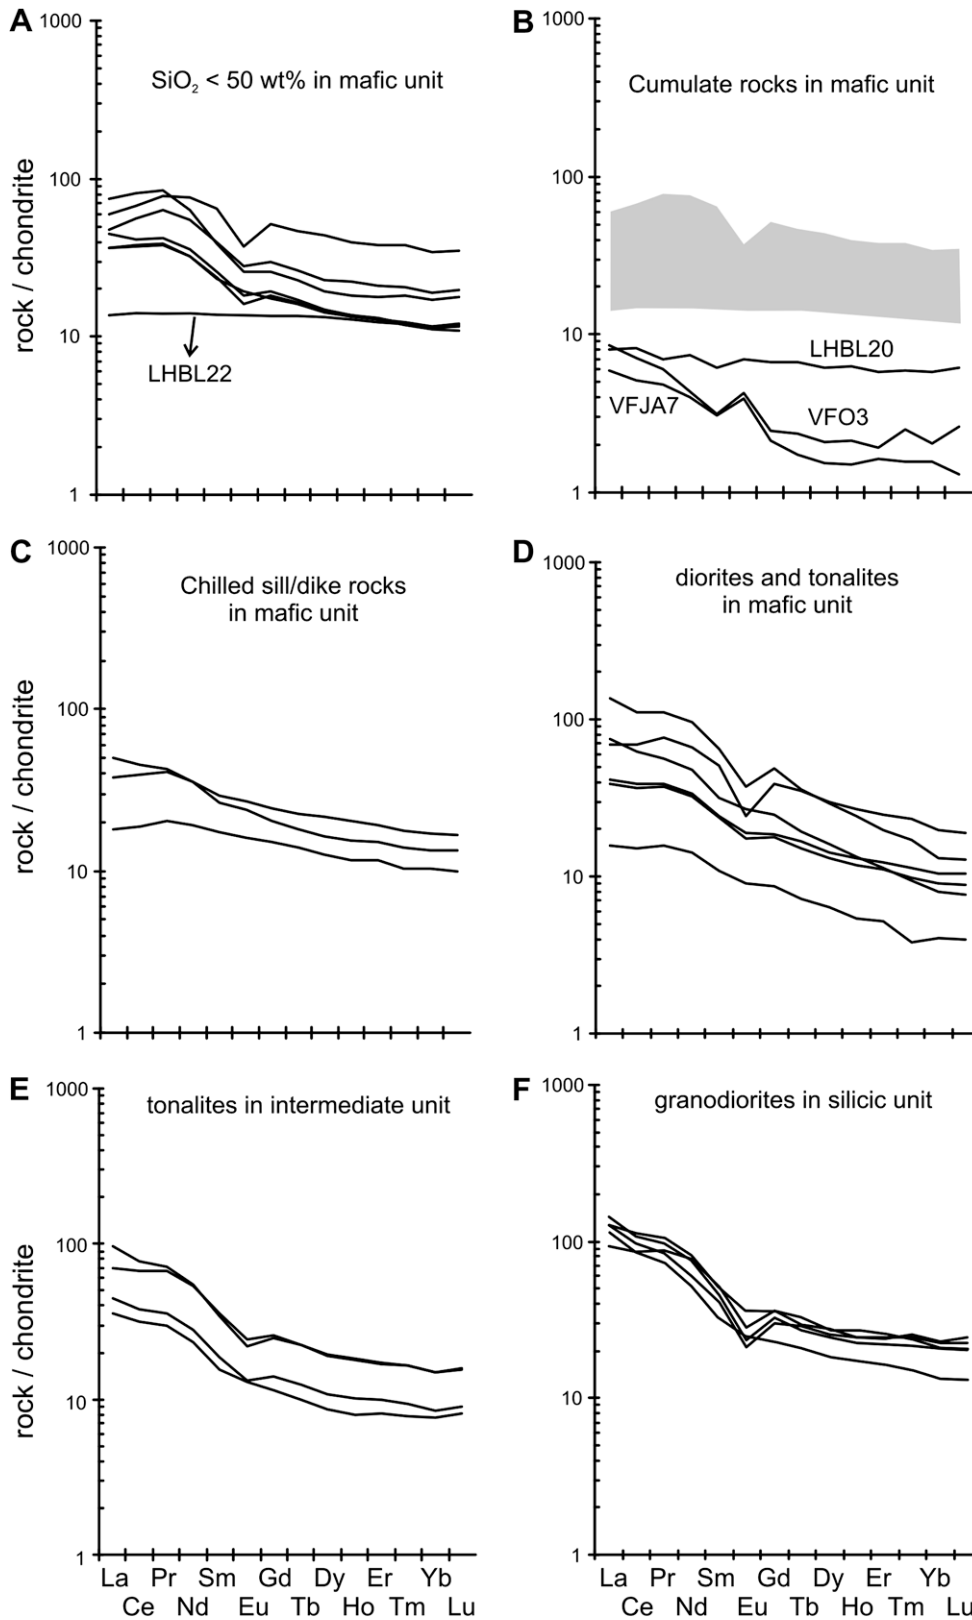 A
1000
SiO₂ < 50 wt% in mafic unit
100
10
1
rock / chondrite
LHBL22
B
1000
Cumulate rocks in mafic unit
100
10
1
LHBL20
VFJA7
VFO3
C
1000
Chilled sill/dike rocks
in mafic unit
100
10
1
rock / chondrite
D
1000
diorites and tonalites
in mafic unit
100
10
1
E
1000
tonalites in intermediate unit
100
10
1
rock / chondrite
La Pr Sm Gd Dy Er Yb
Ce Nd Eu Tb Ho Tm Lu
F
1000
granodiorites in silicic unit
100
10
1
La Pr Sm Gd Dy Er Yb
Ce Nd Eu Tb Ho Tm Lu